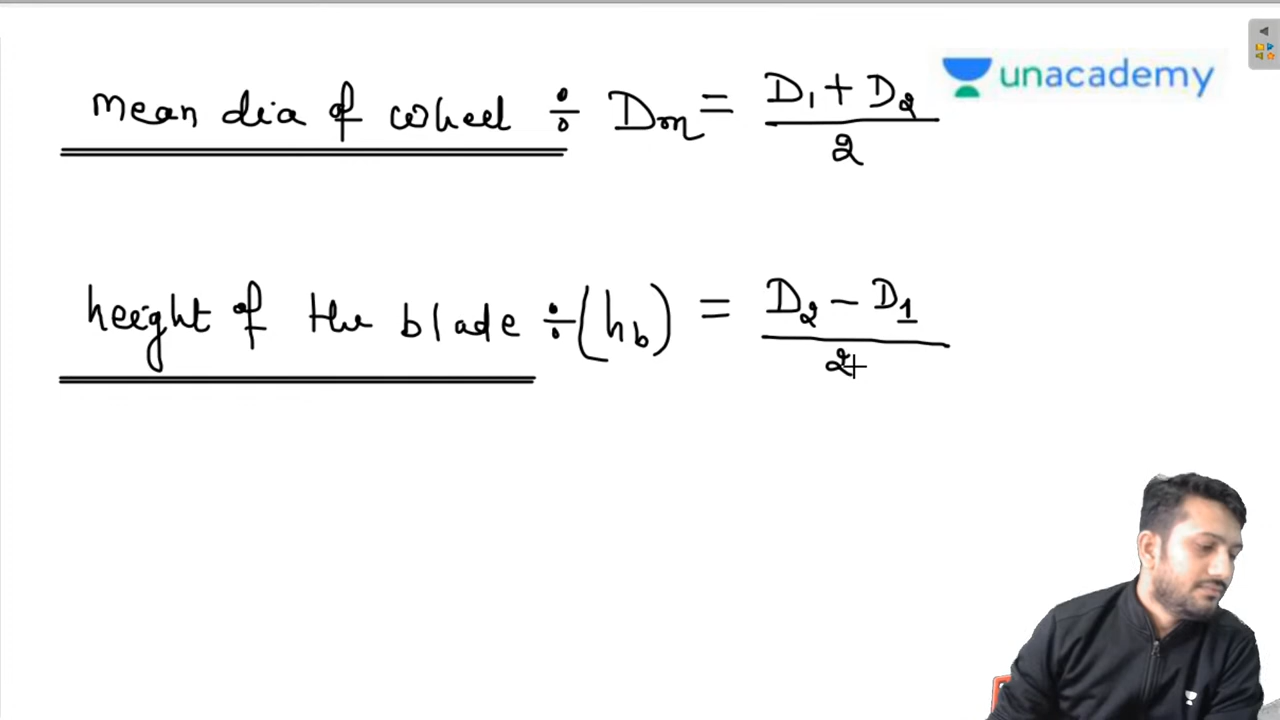 unacademy
mean dia of wheel ÷ Dm = D₁ + D₂ / 2
height of the blade ÷ (hb) = D₂ - D₁ / 2